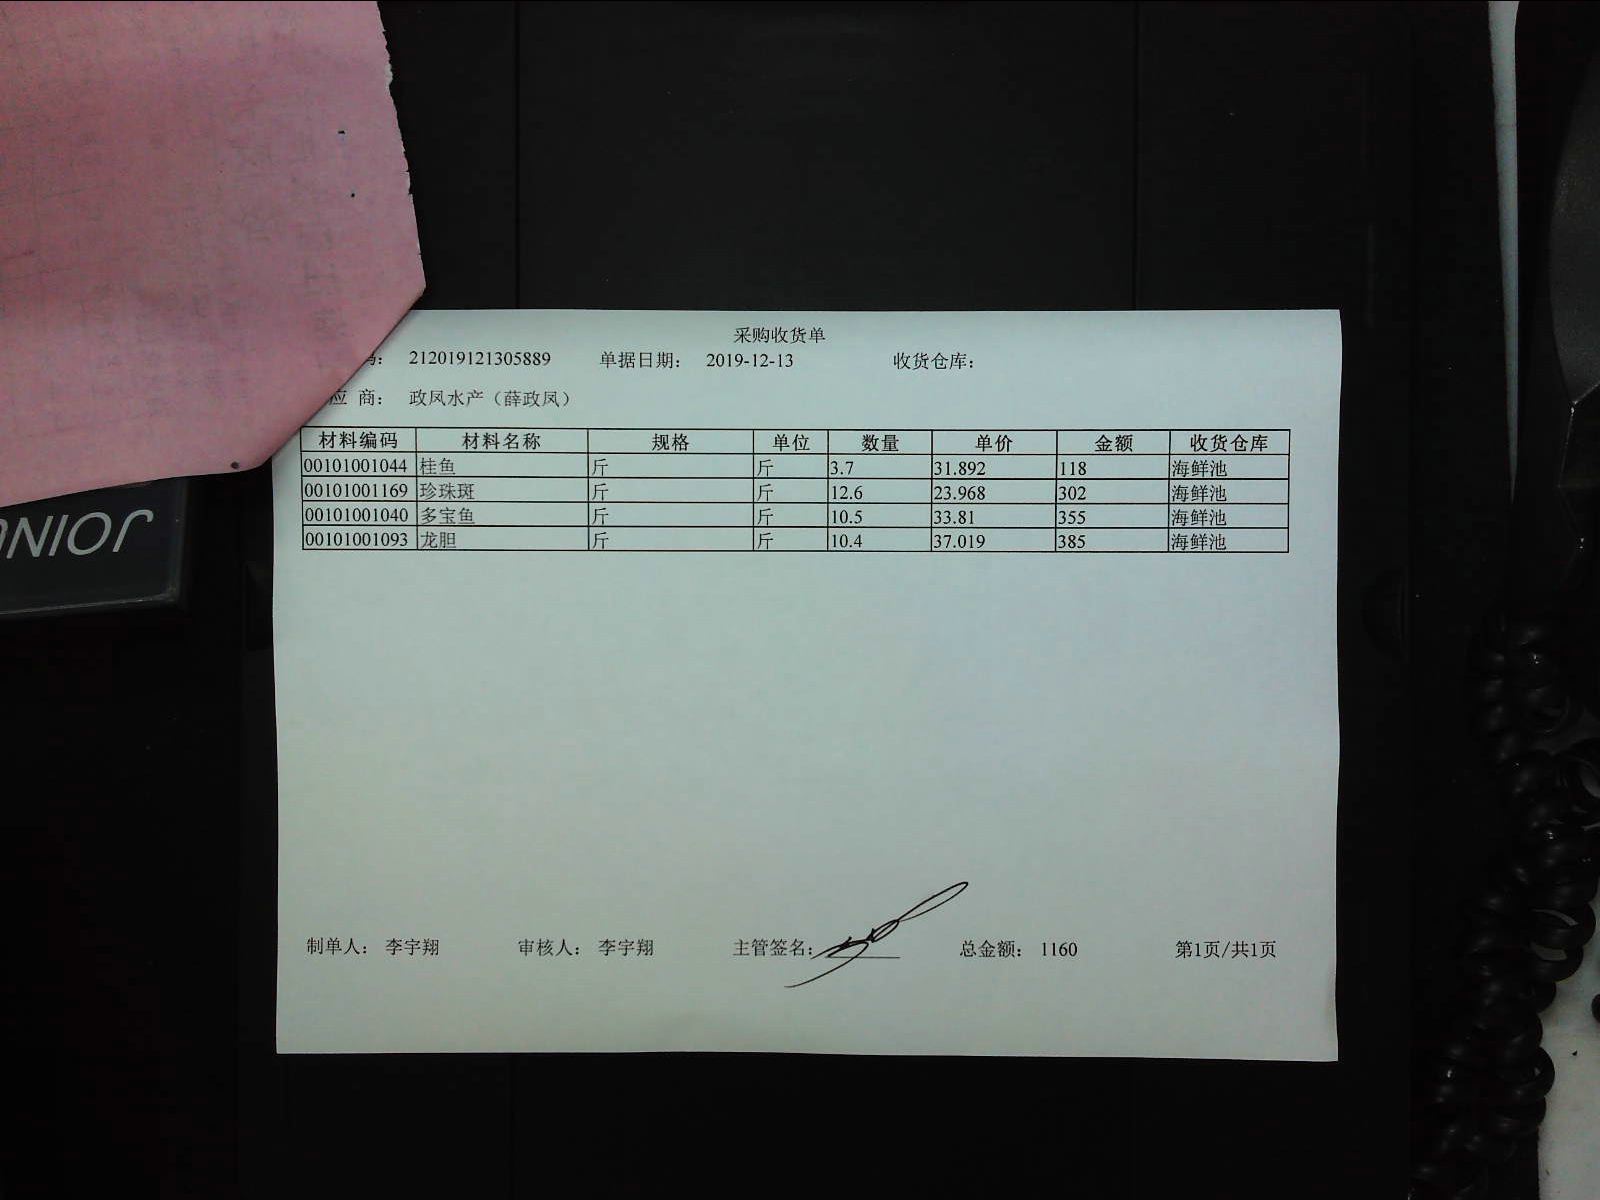 采购收货单
码： 212019121305889 单据日期： 2019-12-13 收货仓库：
应 商： 政凤水产（薛政凤）
材料编码 材料名称 规格 单位 数量 单价 金额 收货仓库
00101001044 桂鱼 斤 斤 3.7 31.892 118 海鲜池
00101001169 珍珠斑 斤 斤 12.6 23.968 302 海鲜池
00101001040 多宝鱼 斤 斤 10.5 33.81 355 海鲜池
00101001093 龙胆 斤 斤 10.4 37.019 385 海鲜池
制单人： 李宇翔 审核人： 李宇翔 主管签名： 总金额： 1160 第1页/共1页